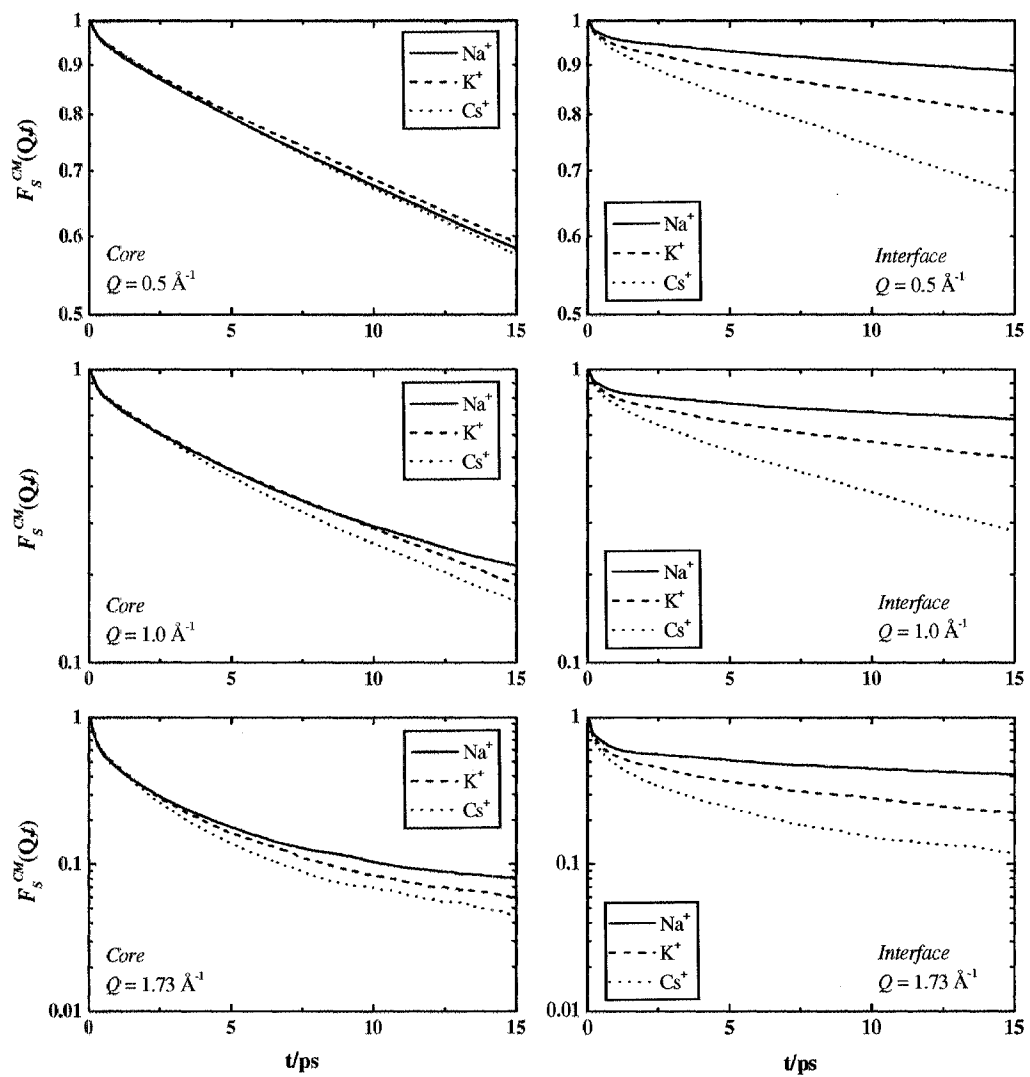 1
0.9
0.8
0.7
0.6
0.5
F_S^CM(Q,t)
Na⁺
K⁺
Cs⁺
Core
Q = 0.5 Å⁻¹
0 5 10 15
1
0.9
0.8
0.7
0.6
0.5
Na⁺
K⁺
Cs⁺
Interface
Q = 0.5 Å⁻¹
0 5 10 15
1
0.1
F_S^CM(Q,t)
Na⁺
K⁺
Cs⁺
Core
Q = 1.0 Å⁻¹
0 5 10 15
1
0.1
Na⁺
K⁺
Cs⁺
Interface
Q = 1.0 Å⁻¹
0 5 10 15
1
0.1
0.01
F_S^CM(Q,t)
Na⁺
K⁺
Cs⁺
Core
Q = 1.73 Å⁻¹
0 5 10 15
t/ps
1
0.1
0.01
Na⁺
K⁺
Cs⁺
Interface
Q = 1.73 Å⁻¹
0 5 10 15
t/ps